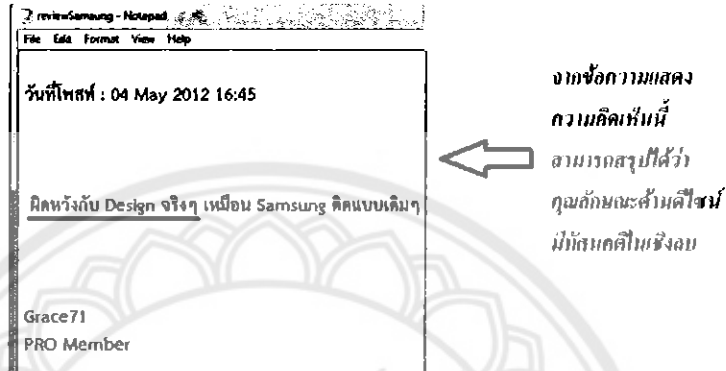 reviewSamsung - Notepad
File Edit Format View Help
วันที่โพสท์ : 04 May 2012 16:45
ผิดหวังกับ Design จริงๆ เหมือน Samsung ติดแบบเดิมๆ
Grace71
PRO Member
จากข้อความแสดง
ความคิดเห็นนี้
สามารถสรุปได้ว่า
คุณลักษณะด้านดีไซน์
มีทัศนคติในเชิงลบ